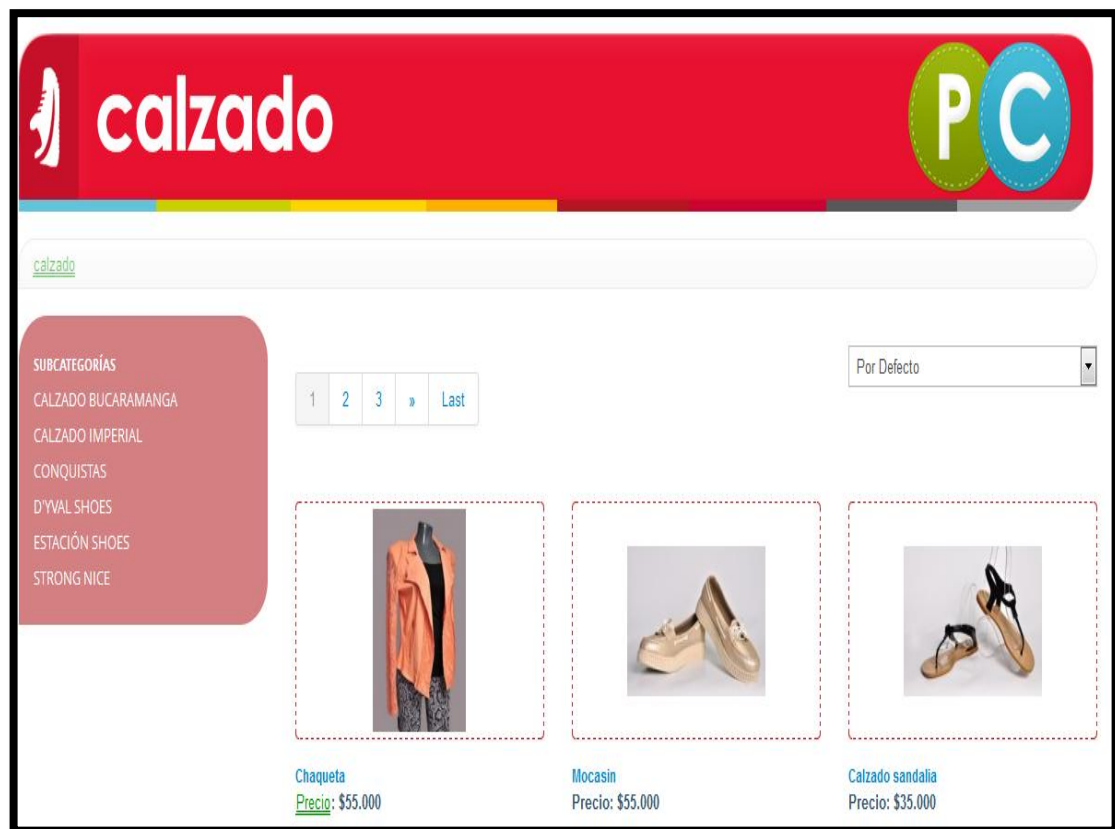 calzado
P C
calzado
SUBCATEGORÍAS
CALZADO BUCARAMANGA
CALZADO IMPERIAL
CONQUISTAS
D'YVAL SHOES
ESTACIÓN SHOES
STRONG NICE
1 2 3 » Last
Por Defecto
Chaqueta
Precio: $55.000
Mocasin
Precio: $55.000
Calzado sandalia
Precio: $35.000